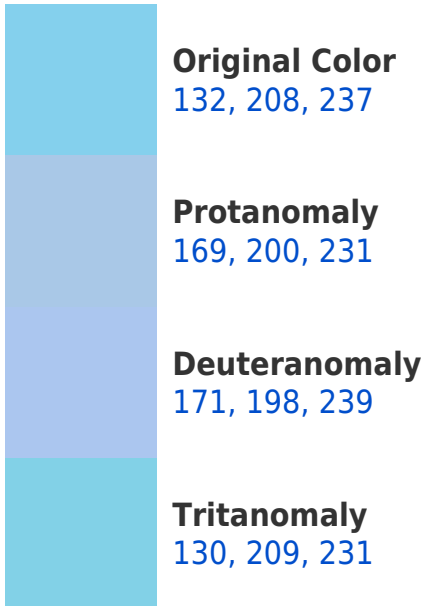 Original Color
132, 208, 237
Protanomaly
169, 200, 231
Deuteranomaly
171, 198, 239
Tritanomaly
130, 209, 231